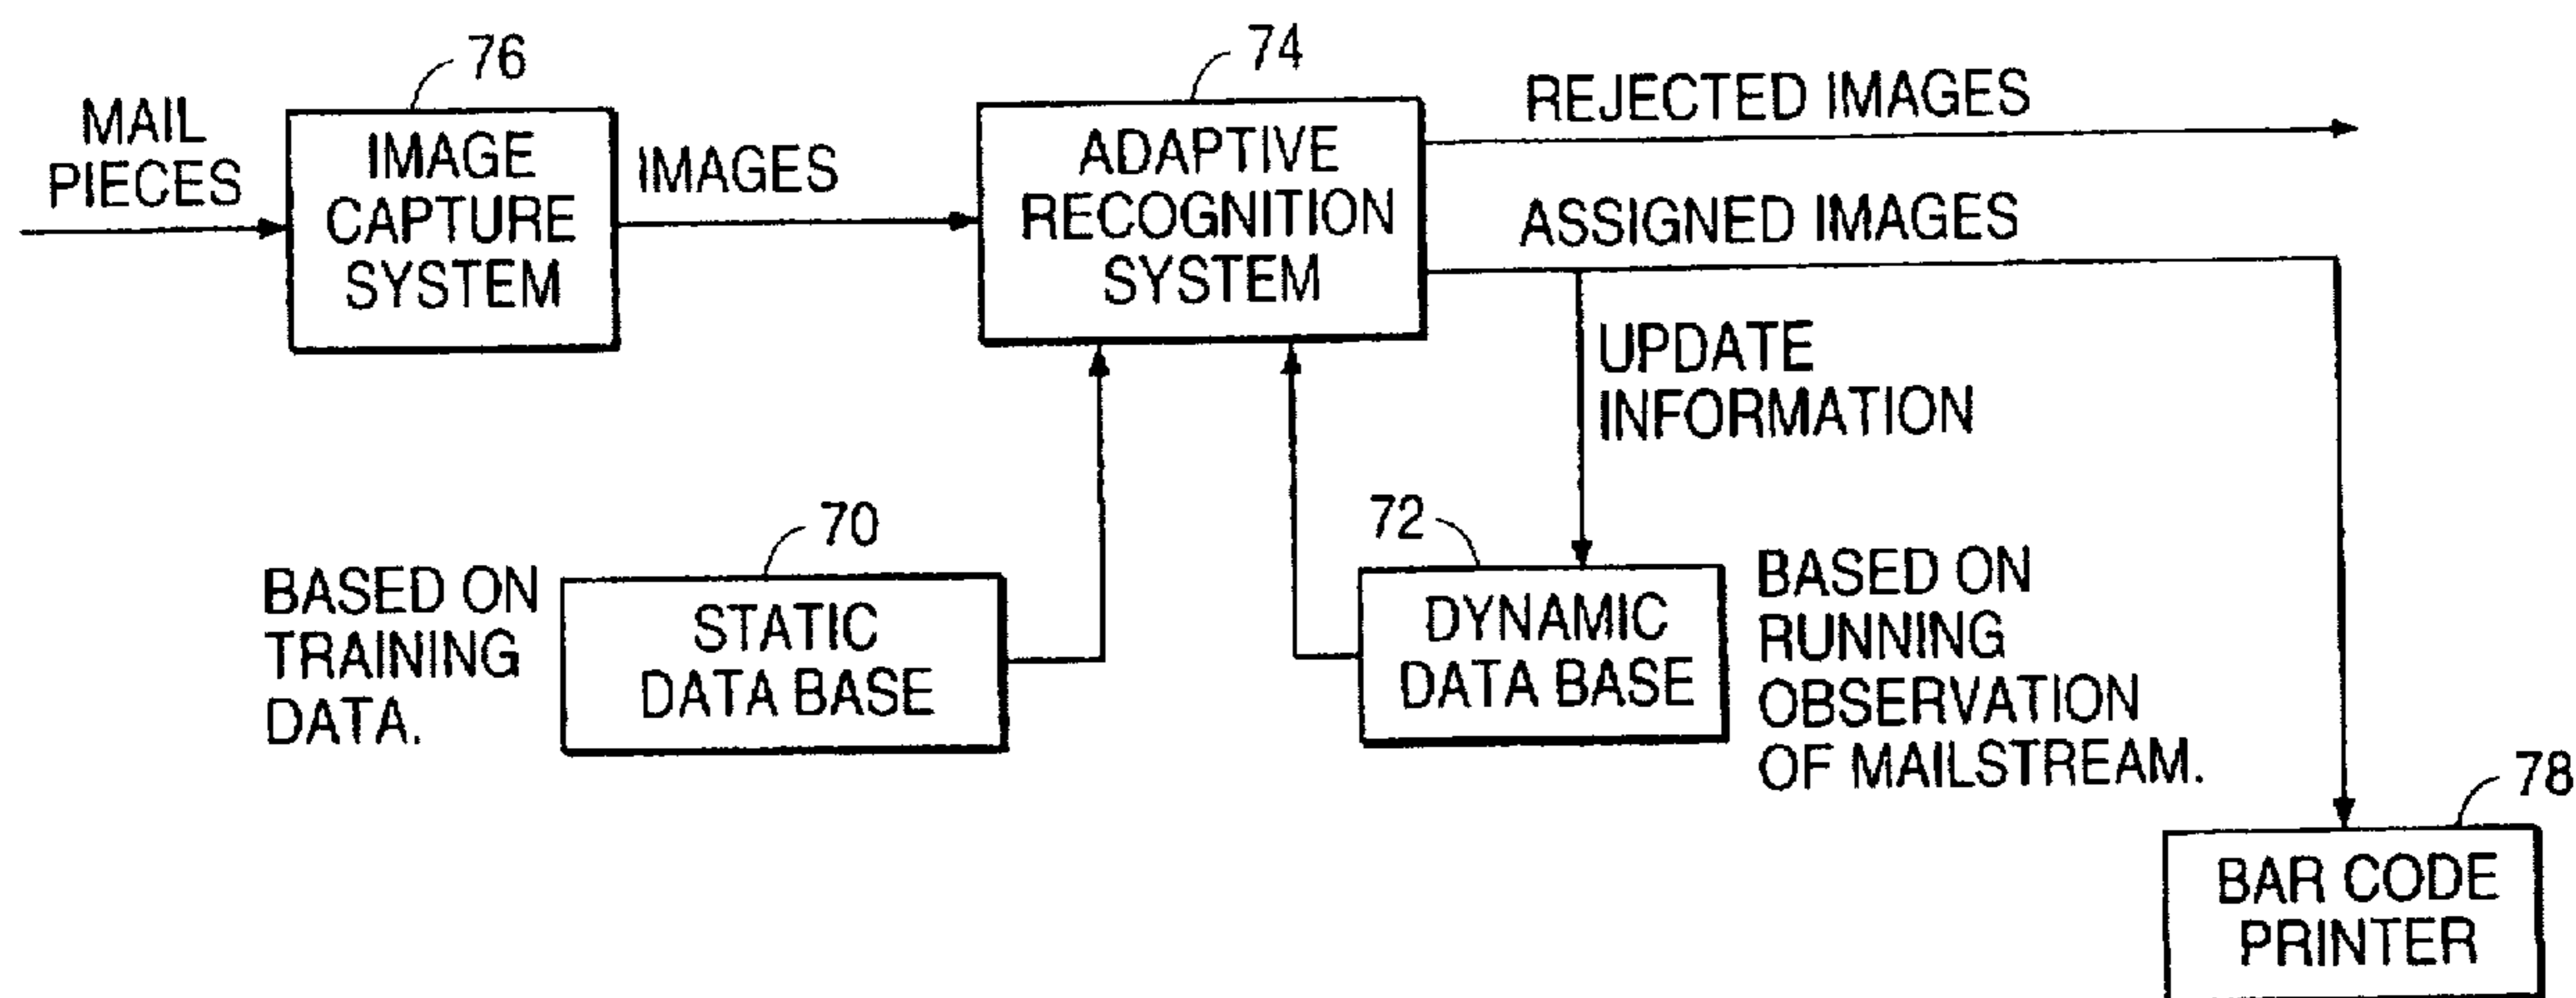 76
74
MAIL
PIECES
IMAGE
CAPTURE
SYSTEM
IMAGES
ADAPTIVE
RECOGNITION
SYSTEM
REJECTED IMAGES
ASSIGNED IMAGES
UPDATE
INFORMATION
70
72
BASED ON
TRAINING
DATA.
STATIC
DATA BASE
DYNAMIC
DATA BASE
BASED ON
RUNNING
OBSERVATION
OF MAILSTREAM.
78
BAR CODE
PRINTER